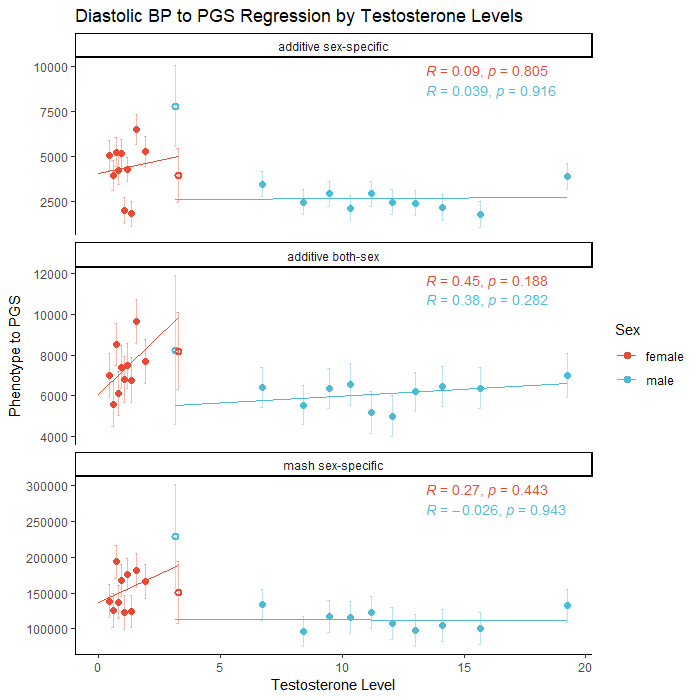 Diastolic BP to PGS Regression by Testosterone Levels
additive sex-specific
10000
7500
5000
2500
R = 0.09, p = 0.805
R = 0.039, p = 0.916
additive both-sex
12000
10000
8000
6000
4000
R = 0.45, p = 0.188
R = 0.38, p = 0.282
mash sex-specific
300000
250000
200000
150000
100000
R = 0.27, p = 0.443
R = −0.026, p = 0.943
0 5 10 15 20
Testosterone Level
Phenotype to PGS
Sex
female
male